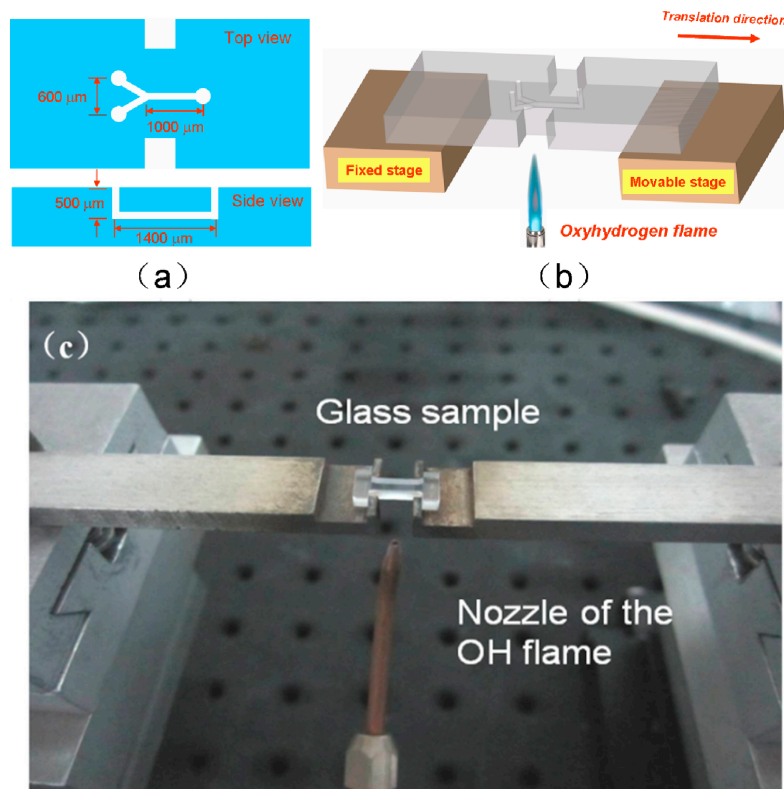 Top view
600 μm
1000 μm
500
μm
Side view
1400 μm
(a)
Translation direction
Fixed stage
Movable stage
Oxyhydrogen flame
(b)
(c)
Glass sample
Nozzle of the
OH flame